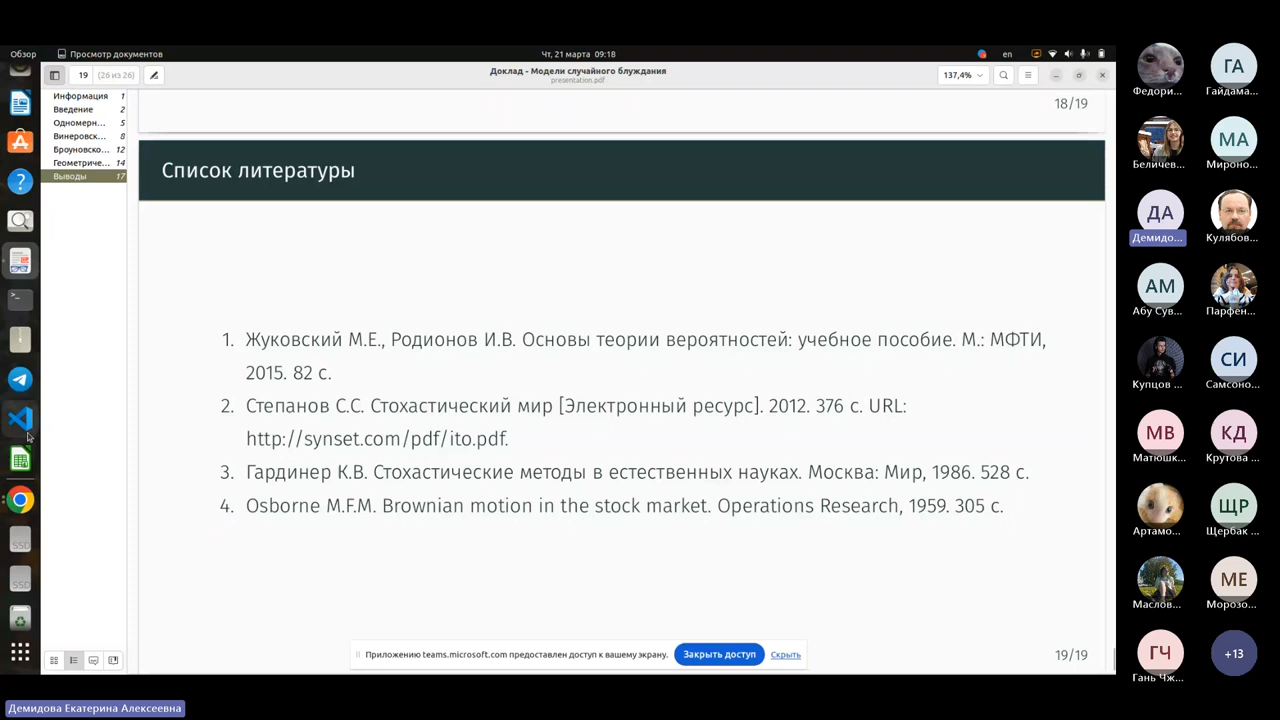 Обзор
Просмотр документов
Чт, 21 марта 09:18
en
19
(26 из 26)
Доклад - Модели случайного блуждания
presentation.pdf
137,4%
Информация 1
Введение 2
Одномерн... 5
Винеровск... 8
Броуновско... 12
Геометриче... 14
Выводы 17
18/19
Список литературы
1. Жуковский М.Е., Родионов И.В. Основы теории вероятностей: учебное пособие. М.: МФТИ,
2015. 82 с.
2. Степанов С.С. Стохастический мир [Электронный ресурс]. 2012. 376 с. URL:
http://synset.com/pdf/ito.pdf.
3. Гардинер К.В. Стохастические методы в естественных науках. Москва: Мир, 1986. 528 с.
4. Osborne M.F.M. Brownian motion in the stock market. Operations Research, 1959. 305 с.
19/19
Приложению teams.microsoft.com предоставлен доступ к вашему экрану.
Закрыть доступ
Скрыть
SSD
SSD
Демидова Екатерина Алексеевна
ГА
Федори...
Гайдама...
МА
Беличев...
Мироно...
ДА
Демидо...
Кулябов...
АМ
Абу Сув...
Парфён...
СИ
Купцов ...
Самсоно...
МВ
КД
Матюшк...
Крутова ...
ЩР
Артамо...
Щербак ...
МЕ
Маслов...
Морозо...
ГЧ
+13
Гань Чж...